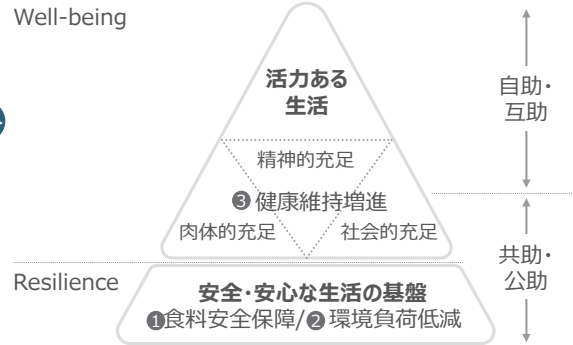 Well-being
活力ある
生活
自助・
互助
精神的充足
❸ 健康維持増進
肉体的充足 社会的充足
共助・
公助
Resilience
安全・安心な生活の基盤
❶食料安全保障/❷ 環境負荷低減